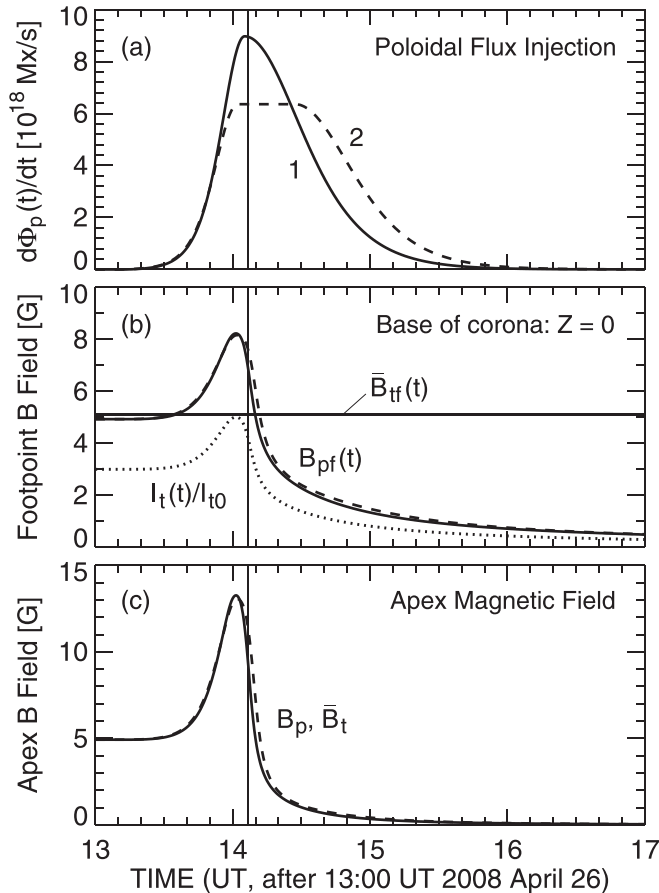 (a) Poloidal Flux Injection
dΦp(t)/dt [10^18 Mx/s]
10
8
6
4
2
0
2
1
(b) Base of corona: Z = 0
Footpoint B Field [G]
10
8
6
4
2
0
B̄tf(t)
Bpf(t)
It(t)/It0
(c) Apex Magnetic Field
Apex B Field [G]
15
10
5
0
Bp, B̄t
13 14 15 16 17
TIME (UT, after 13:00 UT 2008 April 26)